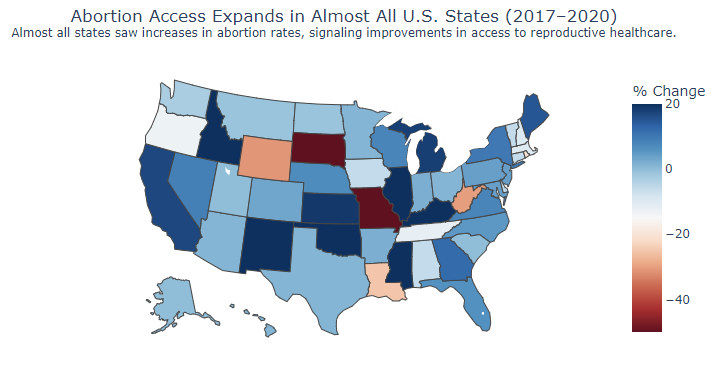 Abortion Access Expands in Almost All U.S. States (2017–2020)
Almost all states saw increases in abortion rates, signaling improvements in access to reproductive healthcare.
% Change
20
0
−20
−40